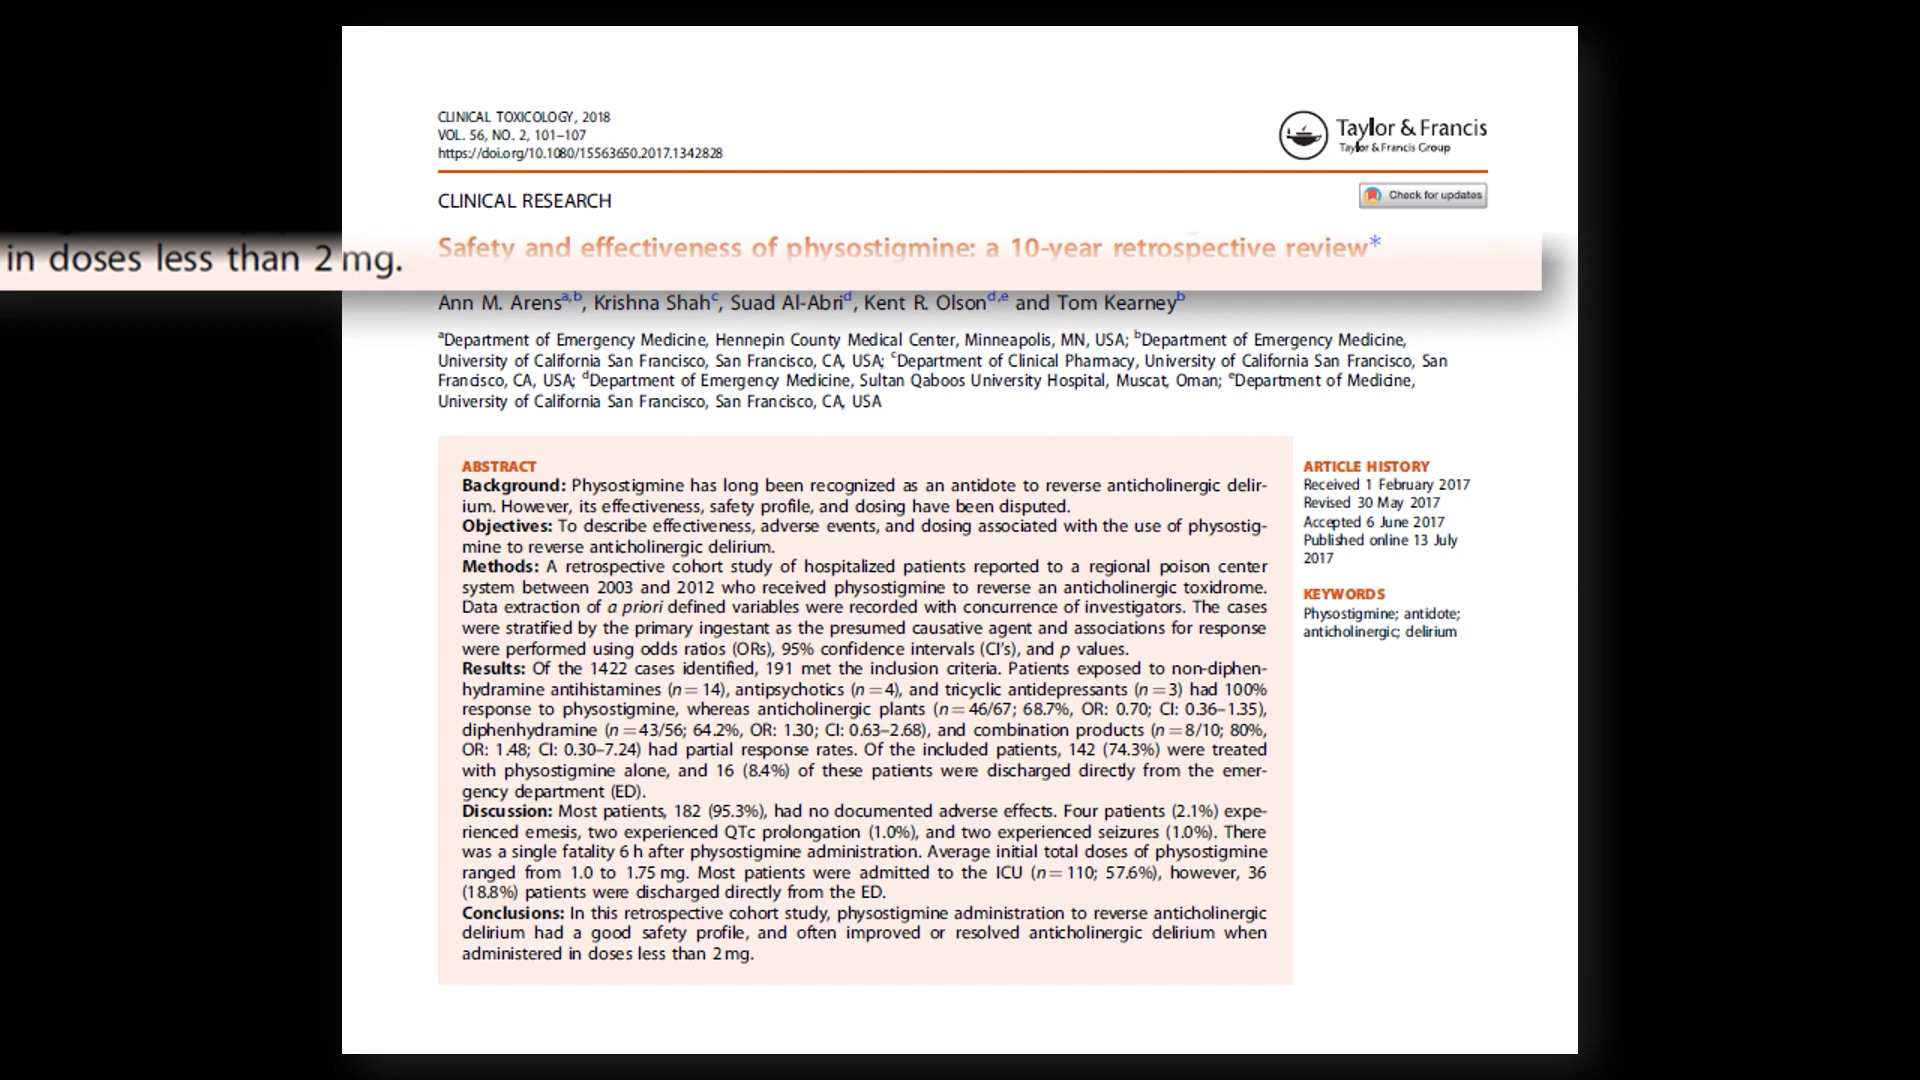 CLINICAL TOXICOLOGY, 2018
VOL. 56, NO. 2, 101–107
https://doi.org/10.1080/15563650.2017.1342828
Taylor & Francis
Taylor & Francis Group
CLINICAL RESEARCH
Check for updates
Safety and effectiveness of physostigmine: a 10-year retrospective review*
in doses less than 2 mg.
Ann M. Arens^a,b, Krishna Shah^c, Suad Al-Abri^d, Kent R. Olson^d,e and Tom Kearney^b
^aDepartment of Emergency Medicine, Hennepin County Medical Center, Minneapolis, MN, USA; ^bDepartment of Emergency Medicine,
University of California San Francisco, San Francisco, CA, USA; ^cDepartment of Clinical Pharmacy, University of California San Francisco, San
Francisco, CA, USA; ^dDepartment of Emergency Medicine, Sultan Qaboos University Hospital, Muscat, Oman; ^eDepartment of Medicine,
University of California San Francisco, San Francisco, CA, USA
ABSTRACT
Background: Physostigmine has long been recognized as an antidote to reverse anticholinergic delir-
ium. However, its effectiveness, safety profile, and dosing have been disputed.
Objectives: To describe effectiveness, adverse events, and dosing associated with the use of physostig-
mine to reverse anticholinergic delirium.
Methods: A retrospective cohort study of hospitalized patients reported to a regional poison center
system between 2003 and 2012 who received physostigmine to reverse an anticholinergic toxidrome.
Data extraction of a priori defined variables were recorded with concurrence of investigators. The cases
were stratified by the primary ingestant as the presumed causative agent and associations for response
were performed using odds ratios (ORs), 95% confidence intervals (CI's), and p values.
Results: Of the 1422 cases identified, 191 met the inclusion criteria. Patients exposed to non-diphen-
hydramine antihistamines (n = 14), antipsychotics (n = 4), and tricyclic antidepressants (n = 3) had 100%
response to physostigmine, whereas anticholinergic plants (n = 46/67; 68.7%, OR: 0.70; CI: 0.36–1.35),
diphenhydramine (n = 43/56; 64.2%, OR: 1.30; CI: 0.63–2.68), and combination products (n = 8/10; 80%,
OR: 1.48; CI: 0.30–7.24) had partial response rates. Of the included patients, 142 (74.3%) were treated
with physostigmine alone, and 16 (8.4%) of these patients were discharged directly from the emer-
gency department (ED).
Discussion: Most patients, 182 (95.3%), had no documented adverse effects. Four patients (2.1%) expe-
rienced emesis, two experienced QTc prolongation (1.0%), and two experienced seizures (1.0%). There
was a single fatality 6 h after physostigmine administration. Average initial total doses of physostigmine
ranged from 1.0 to 1.75 mg. Most patients were admitted to the ICU (n = 110; 57.6%), however, 36
(18.8%) patients were discharged directly from the ED.
Conclusions: In this retrospective cohort study, physostigmine administration to reverse anticholinergic
delirium had a good safety profile, and often improved or resolved anticholinergic delirium when
administered in doses less than 2 mg.
ARTICLE HISTORY
Received 1 February 2017
Revised 30 May 2017
Accepted 6 June 2017
Published online 13 July
2017
KEYWORDS
Physostigmine; antidote;
anticholinergic; delirium